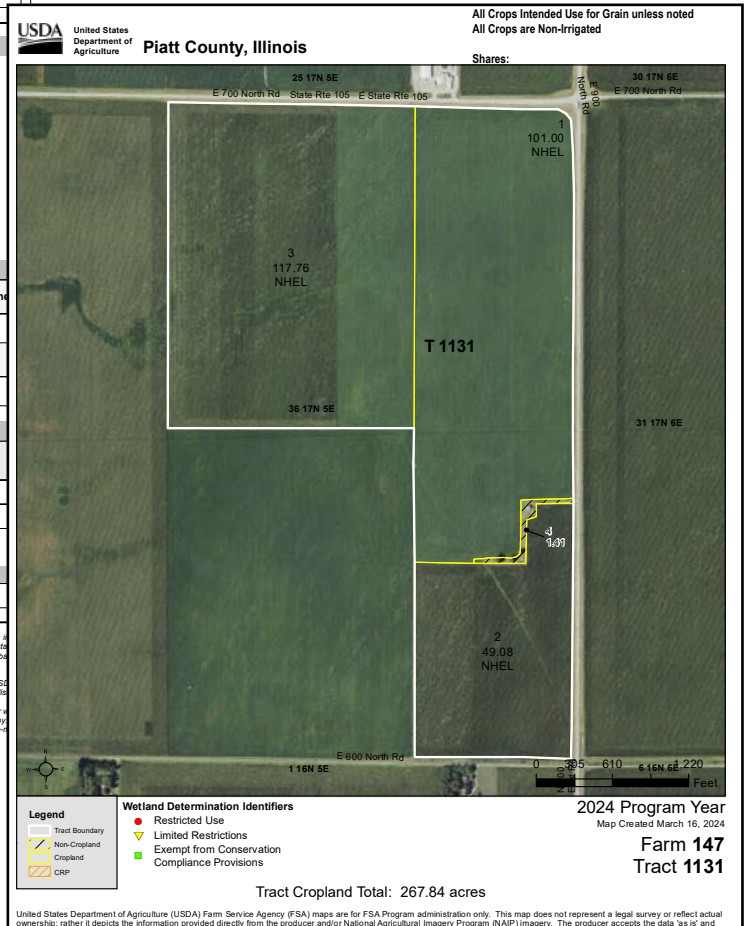 All Crops Intended Use for Grain unless noted
All Crops are Non-Irrigated
Shares:
USDA
United States
Department of
Agriculture
Piatt County, Illinois
25 17N 5E
30 17N 6E
E 700 North Rd State Rte 105 E State Rte 105
E 900
North Rd
E 700 North Rd
1
101.00
NHEL
3
117.76
NHEL
T 1131
36 17N 5E
31 17N 6E
4
2
49.08
NHEL
E 600 North Rd
1 16N 5E
N
W E
S
0 305 610 1,220
6 16N 6E
Feet
Legend
Tract Boundary
Non-Cropland
Cropland
CRP
Wetland Determination Identifiers
Restricted Use
Limited Restrictions
Exempt from Conservation
Compliance Provisions
2024 Program Year
Map Created March 16, 2024
Farm 147
Tract 1131
Tract Cropland Total: 267.84 acres
United States Department of Agriculture (USDA) Farm Service Agency (FSA) maps are for FSA Program administration only. This map does not represent a legal survey or reflect actual
ownership; rather it depicts the information provided directly from the producer and/or National Agricultural Imagery Program (NAIP) imagery. The producer accepts the data 'as is' and